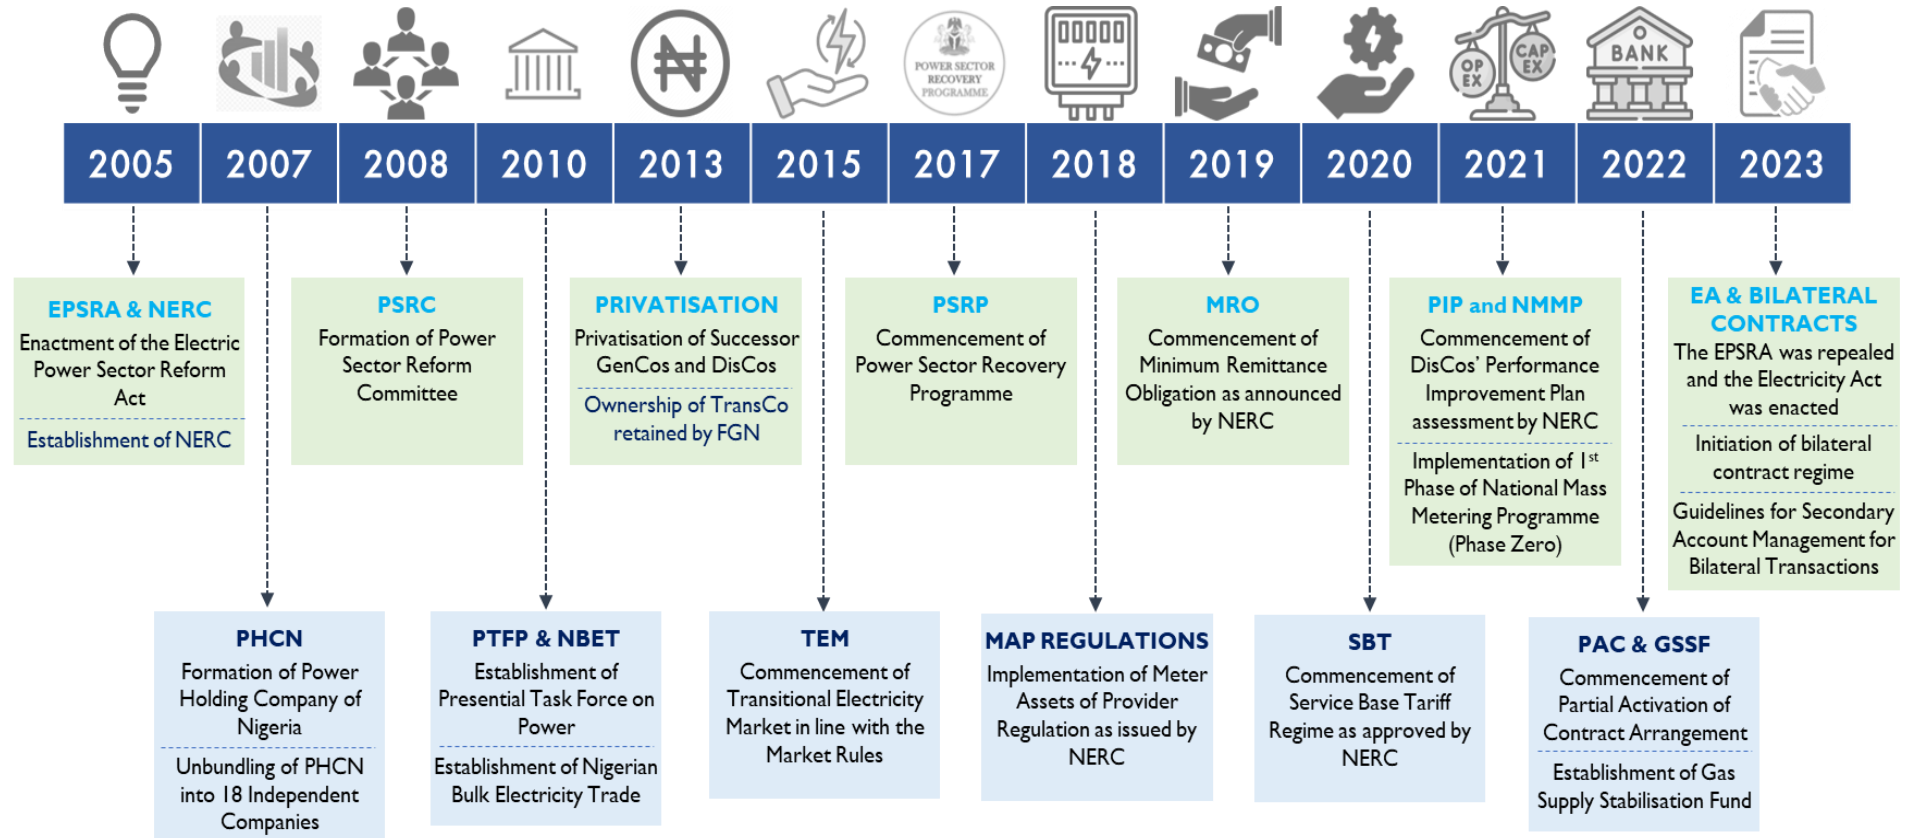 POWER SECTOR
RECOVERY
PROGRAMME
OP
EX
CAP
EX
BANK
2005
2007
2008
2010
2013
2015
2017
2018
2019
2020
2021
2022
2023
EPSRA & NERC
Enactment of the Electric
Power Sector Reform
Act
Establishment of NERC
PSRC
Formation of Power
Sector Reform
Committee
PRIVATISATION
Privatisation of Successor
GenCos and DisCos
Ownership of TransCo
retained by FGN
PSRP
Commencement of
Power Sector Recovery
Programme
MRO
Commencement of
Minimum Remittance
Obligation as announced
by NERC
PIP and NMMP
Commencement of
DisCos’ Performance
Improvement Plan
assessment by NERC
Implementation of 1st
Phase of National Mass
Metering Programme
(Phase Zero)
EA & BILATERAL
CONTRACTS
The EPSRA was repealed
and the Electricity Act
was enacted
Initiation of bilateral
contract regime
Guidelines for Secondary
Account Management for
Bilateral Transactions
PHCN
Formation of Power
Holding Company of
Nigeria
Unbundling of PHCN
into 18 Independent
Companies
PTFP & NBET
Establishment of
Presential Task Force on
Power
Establishment of Nigerian
Bulk Electricity Trade
TEM
Commencement of
Transitional Electricity
Market in line with the
Market Rules
MAP REGULATIONS
Implementation of Meter
Assets of Provider
Regulation as issued by
NERC
SBT
Commencement of
Service Base Tariff
Regime as approved by
NERC
PAC & GSSF
Commencement of
Partial Activation of
Contract Arrangement
Establishment of Gas
Supply Stabilisation Fund